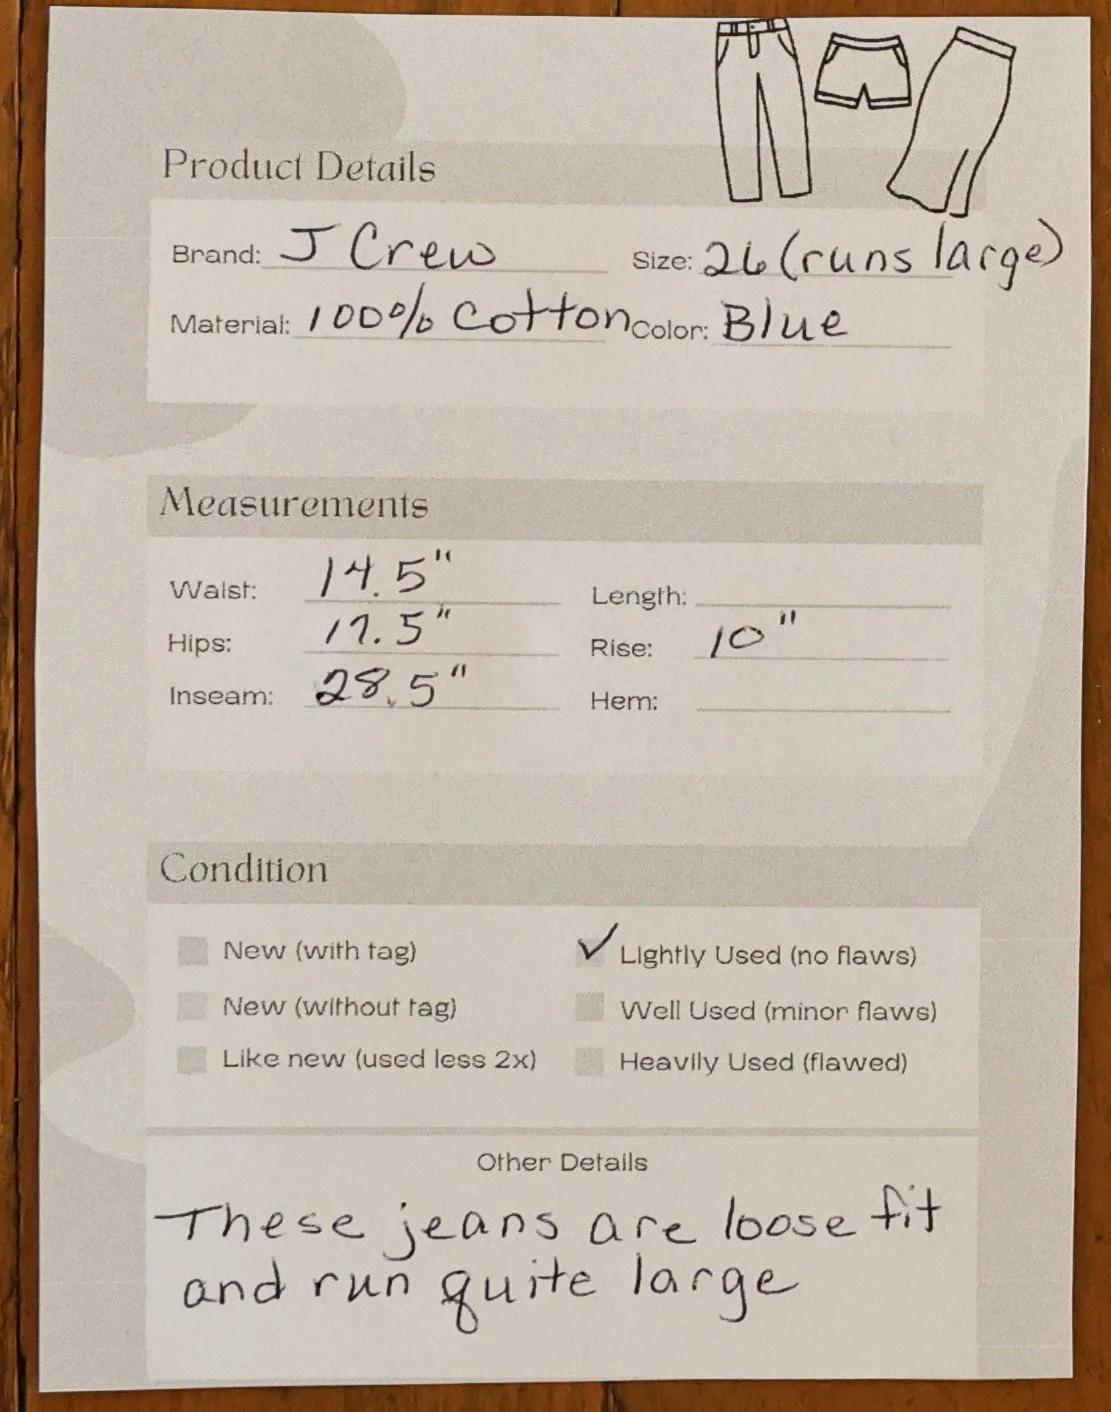 Product Details
Brand: J Crew Size: 26 (runs large)
Material: 100% Cotton Color: Blue
Measurements
Waist: 14.5" Length:
Hips: 17.5" Rise: 10"
Inseam: 28.5" Hem:
Condition
New (with tag) ✓ Lightly Used (no flaws)
New (without tag) Well Used (minor flaws)
Like new (used less 2x) Heavily Used (flawed)
Other Details
These jeans are loose fit
and run quite large